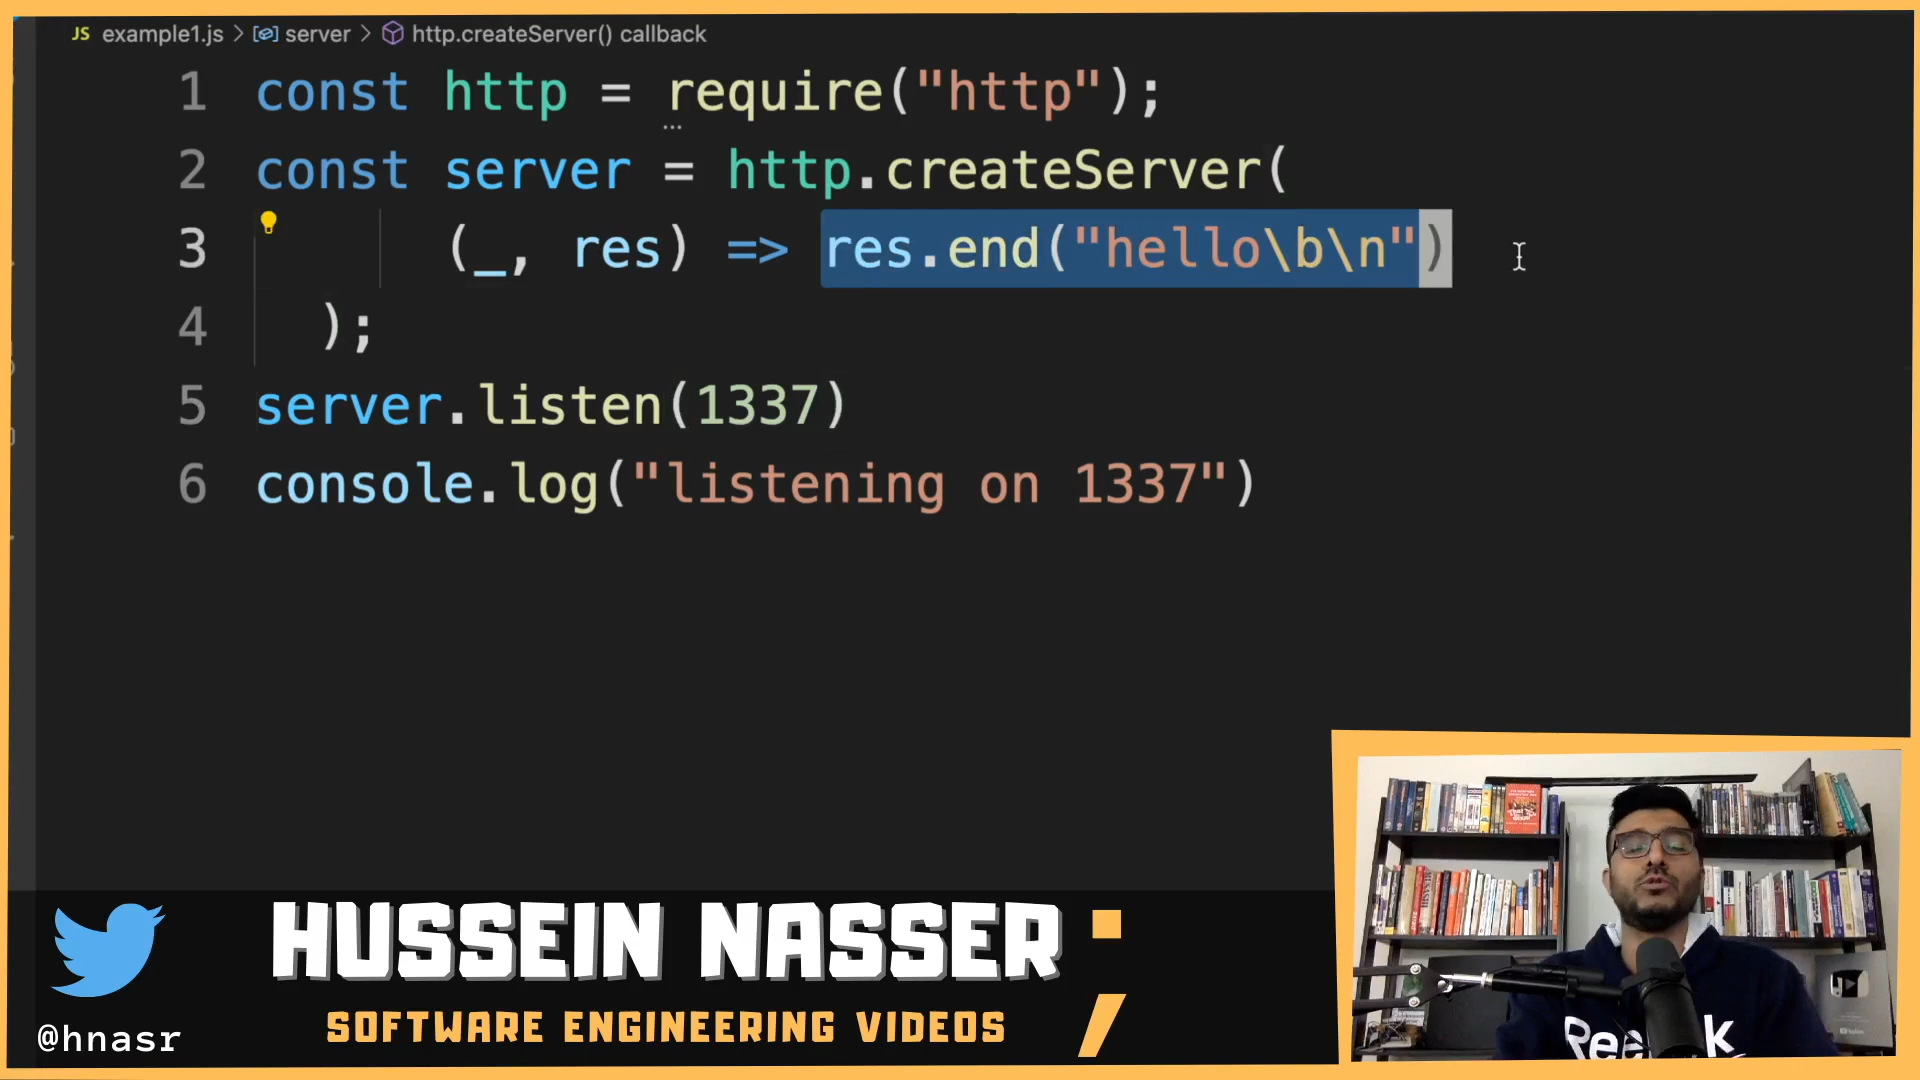 JS example1.js > server > http.createServer() callback
1 const http = require("http");
2 const server = http.createServer(
3 (_, res) => res.end("hello\b\n")
4 );
5 server.listen(1337)
6 console.log("listening on 1337")
HUSSEIN NASSER ;
@hnasr
SOFTWARE ENGINEERING VIDEOS